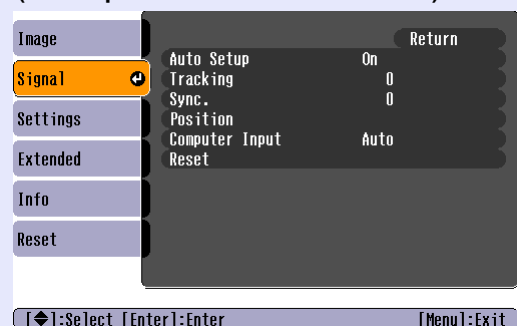 Image
Signal
Settings
Extended
Info
Reset
Return
Auto Setup On
Tracking 0
Sync. 0
Position
Computer Input Auto
Reset
[◆]:Select [Enter]:Enter [Menu]:Exit